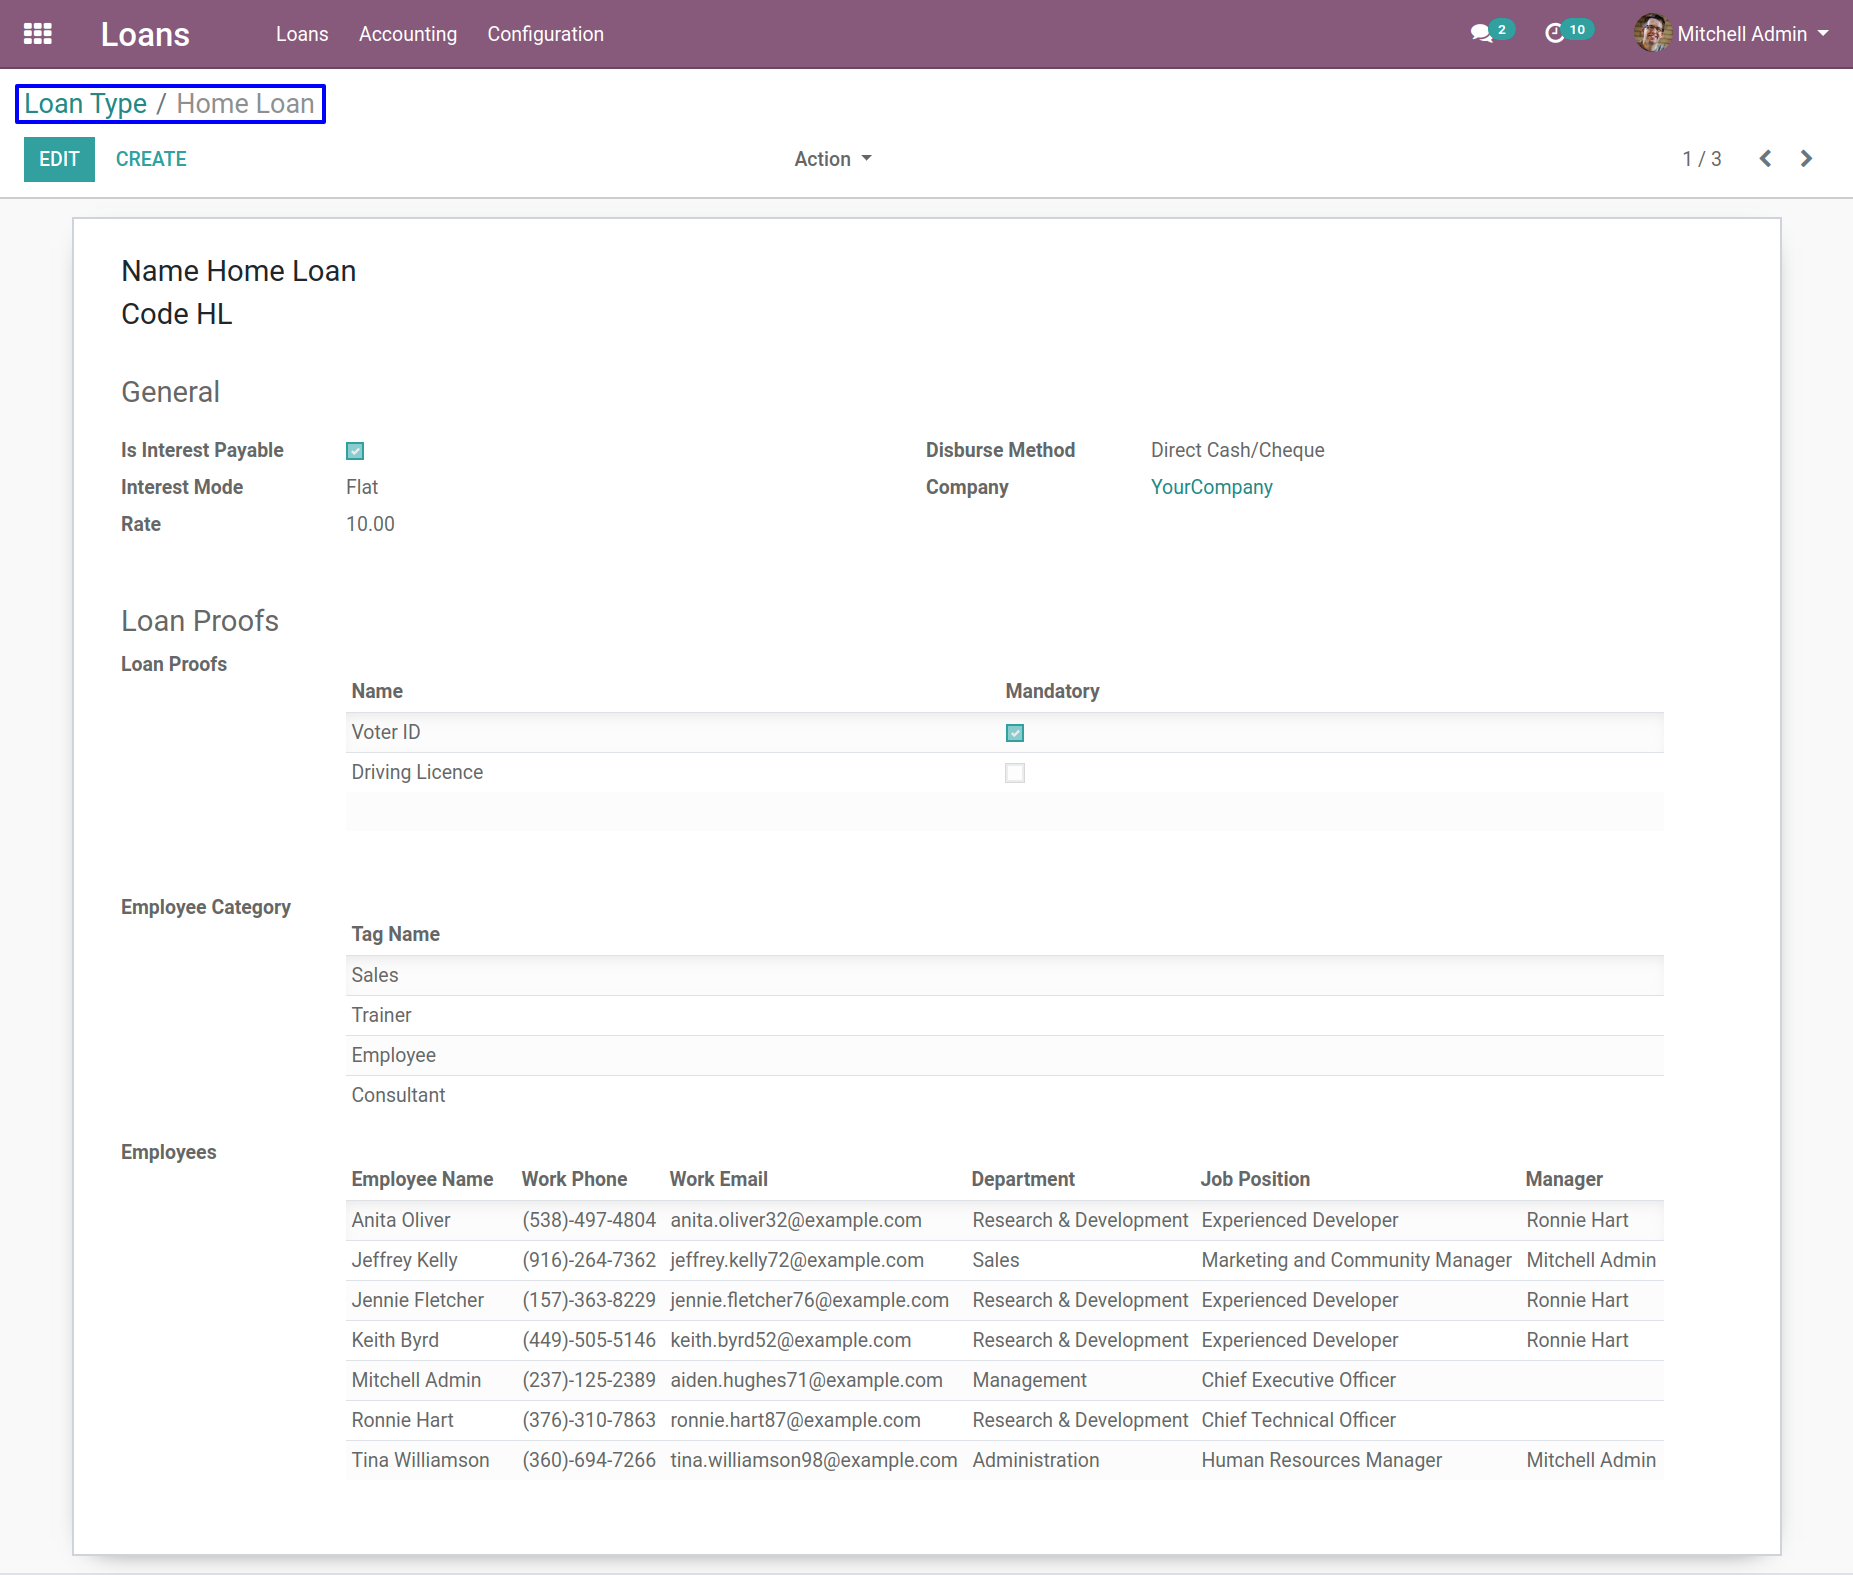 Loans Loans Accounting Configuration 2 10 Mitchell Admin
Loan Type / Home Loan
EDIT CREATE Action 1 / 3
Name Home Loan
Code HL
General
Is Interest Payable Disburse Method Direct Cash/Cheque
Interest Mode Flat Company YourCompany
Rate 10.00
Loan Proofs
Loan Proofs
Name Mandatory
Voter ID
Driving Licence
Employee Category
Tag Name
Sales
Trainer
Employee
Consultant
Employees
Employee Name Work Phone Work Email Department Job Position Manager
Anita Oliver (538)-497-4804 anita.oliver32@example.com Research & Development Experienced Developer Ronnie Hart
Jeffrey Kelly (916)-264-7362 jeffrey.kelly72@example.com Sales Marketing and Community Manager Mitchell Admin
Jennie Fletcher (157)-363-8229 jennie.fletcher76@example.com Research & Development Experienced Developer Ronnie Hart
Keith Byrd (449)-505-5146 keith.byrd52@example.com Research & Development Experienced Developer Ronnie Hart
Mitchell Admin (237)-125-2389 aiden.hughes71@example.com Management Chief Executive Officer
Ronnie Hart (376)-310-7863 ronnie.hart87@example.com Research & Development Chief Technical Officer
Tina Williamson (360)-694-7266 tina.williamson98@example.com Administration Human Resources Manager Mitchell Admin